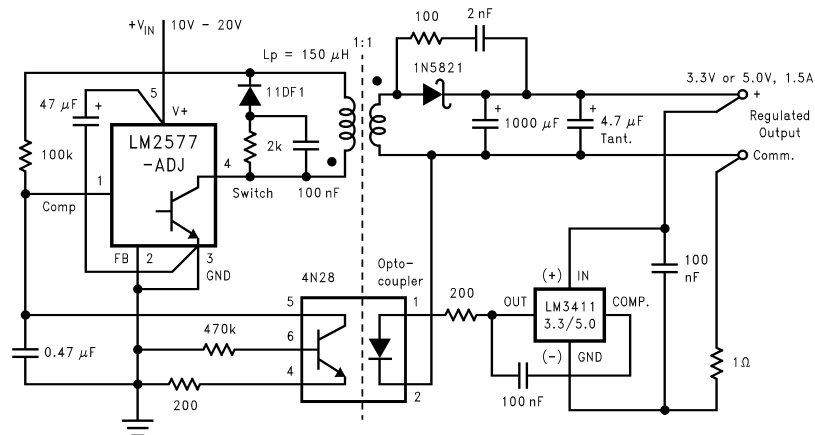 +VIN 10V - 20V
Lp = 150 μH
1:1
100
2 nF
1N5821
3.3V or 5.0V, 1.5A
+
Regulated
Output
Comm.
47 μF
+
5
V+
11DF1
LM2577
-ADJ
100k
1
4
2k
Comp
Switch
100 nF
+
1000 μF
+
4.7 μF
Tant.
FB
2
3
GND
4N28
Opto-
coupler
(+)
IN
100
nF
5
1
200
OUT
LM3411
3.3/5.0
COMP.
470k
6
0.47 μF
4
200
2
(-)
GND
100 nF
1Ω